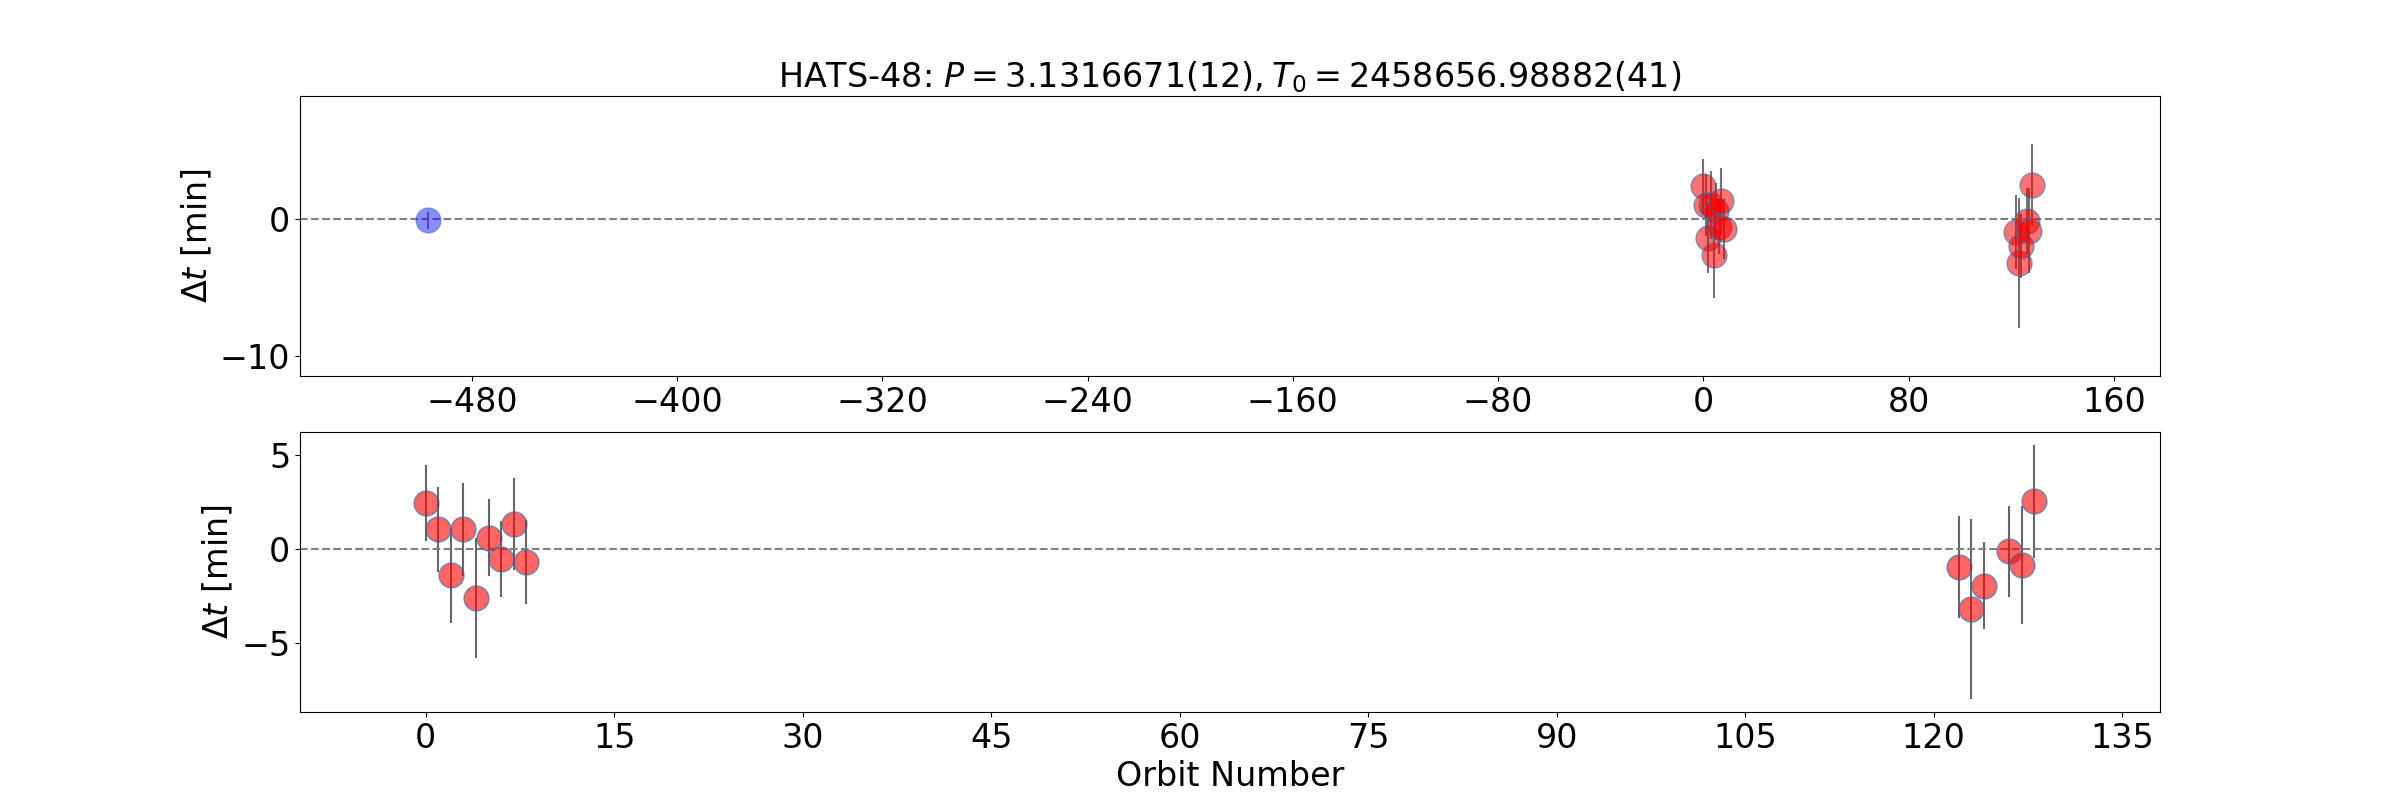 HATS-48: P = 3.1316671(12), T₀ = 2458656.98882(41)
Δt [min]
0
−10
−480 −400 −320 −240 −160 −80 0 80 160
Δt [min]
5
0
−5
0 15 30 45 60 75 90 105 120 135
Orbit Number